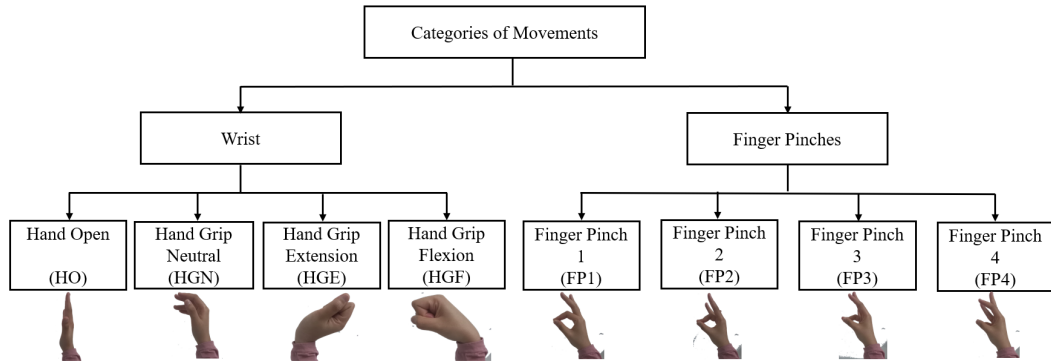 Categories of Movements
Wrist
Finger Pinches
Hand Open
(HO)
Hand Grip
Neutral
(HGN)
Hand Grip
Extension
(HGE)
Hand Grip
Flexion
(HGF)
Finger Pinch
1
(FP1)
Finger Pinch
2
(FP2)
Finger Pinch
3
(FP3)
Finger Pinch
4
(FP4)